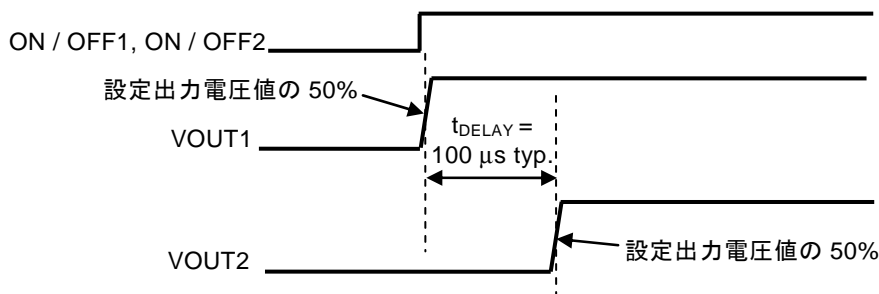 ON / OFF1, ON / OFF2
設定出力電圧値の 50%
VOUT1
tDELAY =
100 μs typ.
VOUT2
設定出力電圧値の 50%